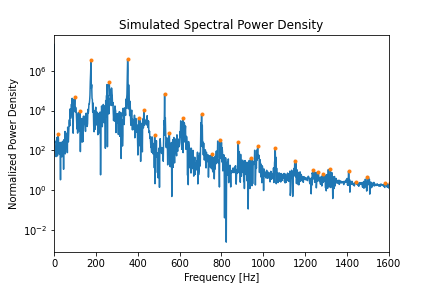 Simulated Spectral Power Density
Normalized Power Density
10⁶
10⁴
10²
10⁰
10⁻²
0 200 400 600 800 1000 1200 1400 1600
Frequency [Hz]